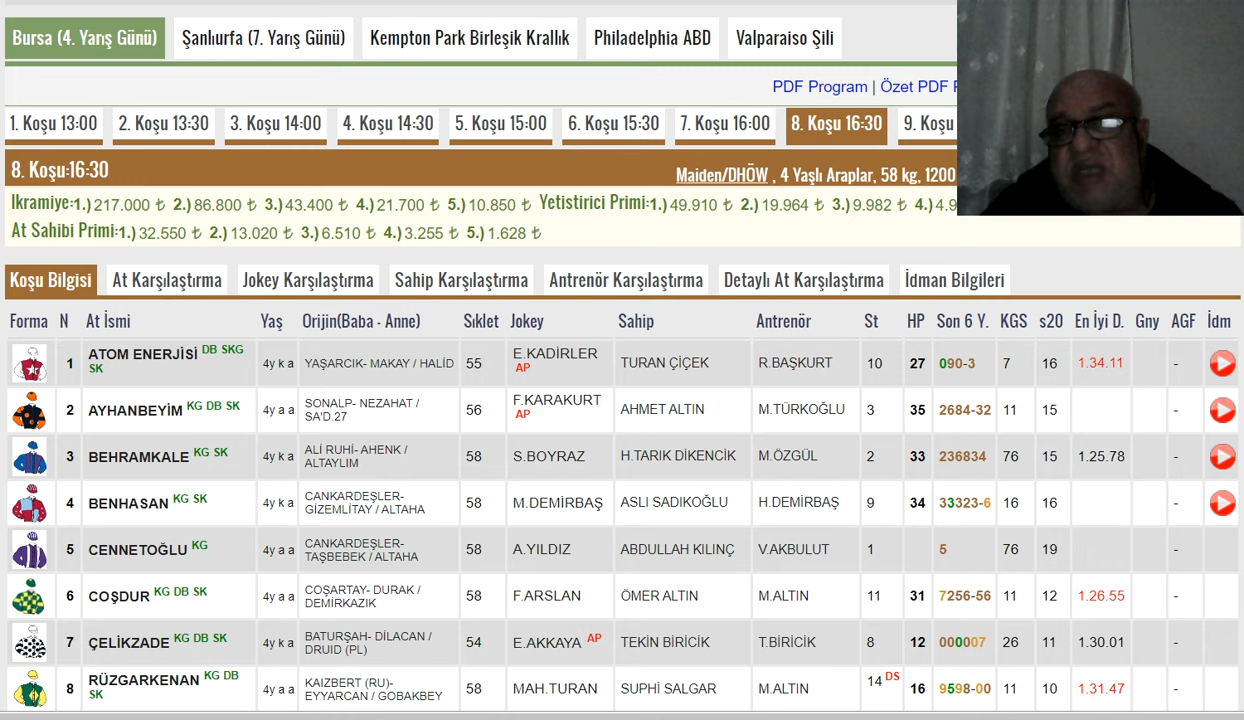 Bursa (4. Yarış Günü) Şanlıurfa (7. Yarış Günü) Kempton Park Birleşik Krallık Philadelphia ABD Valparaiso Şili
PDF Program | Özet PDF
1. Koşu 13:00 2. Koşu 13:30 3. Koşu 14:00 4. Koşu 14:30 5. Koşu 15:00 6. Koşu 15:30 7. Koşu 16:00 8. Koşu 16:30 9. Koşu
8. Koşu:16:30
Maiden/DHÖW , 4 Yaşlı Araplar, 58 kg, 1200
Ikramiye:1.)217.000 ₺ 2.)86.800 ₺ 3.)43.400 ₺ 4.)21.700 ₺ 5.)10.850 ₺ Yetistirici Primi:1.)49.910 ₺ 2.)19.964 ₺ 3.)9.982 ₺ 4.)4.9
At Sahibi Primi:1.)32.550 ₺ 2.)13.020 ₺ 3.)6.510 ₺ 4.)3.255 ₺ 5.)1.628 ₺
Koşu Bilgisi At Karşılaştırma Jokey Karşılaştırma Sahip Karşılaştırma Antrenör Karşılaştırma Detaylı At Karşılaştırma İdman Bilgileri
Forma N At İsmi Yaş Orijin(Baba - Anne) Sıklet Jokey Sahip Antrenör St HP Son 6 Y. KGS s20 En İyi D. Gny AGF İdm
1 ATOM ENERJİSİ DB SKG SK 4y k a YAŞARCIK- MAKAY / HALİD 55 E.KADİRLER AP TURAN ÇİÇEK R.BAŞKURT 10 27 090-3 7 16 1.34.11 -
2 AYHANBEYİM KG DB SK 4y a a SONALP- NEZAHAT / SA'D.27 56 F.KARAKURT AP AHMET ALTIN M.TÜRKOĞLU 3 35 2684-32 11 15 -
3 BEHRAMKALE KG SK 4y k a ALİ RUHİ- AHENK / ALTAYLIM 58 S.BOYRAZ H.TARIK DİKENCİK M.ÖZGÜL 2 33 236834 76 15 1.25.78 -
4 BENHASAN KG SK 4y k a CANKARDEŞLER- GİZEMLİTAY / ALTAHA 58 M.DEMİRBAŞ ASLI SADIKOĞLU H.DEMİRBAŞ 9 34 33323-6 16 16 -
5 CENNETOĞLU KG 4y a a CANKARDEŞLER- TAŞBEBEK / ALTAHA 58 A.YILDIZ ABDULLAH KILINÇ V.AKBULUT 1 5 76 19 -
6 COŞDUR KG DB SK 4y a a COŞARTAY- DURAK / DEMİRKAZIK 58 F.ARSLAN ÖMER ALTIN M.ALTIN 11 31 7256-56 11 12 1.26.55 -
7 ÇELİKZADE KG DB SK 4y k a BATURŞAH- DİLACAN / DRUID (PL) 54 E.AKKAYA AP TEKİN BİRİCİK T.BİRİCİK 8 12 000007 26 11 1.30.01 -
8 RÜZGARKENAN KG DB SK 4y a a KAIZBERT (RU)- EYYARCAN / GOBAKBEY 58 MAH.TURAN SUPHİ SALGAR M.ALTIN 14 DS 16 9598-00 11 10 1.31.47 -